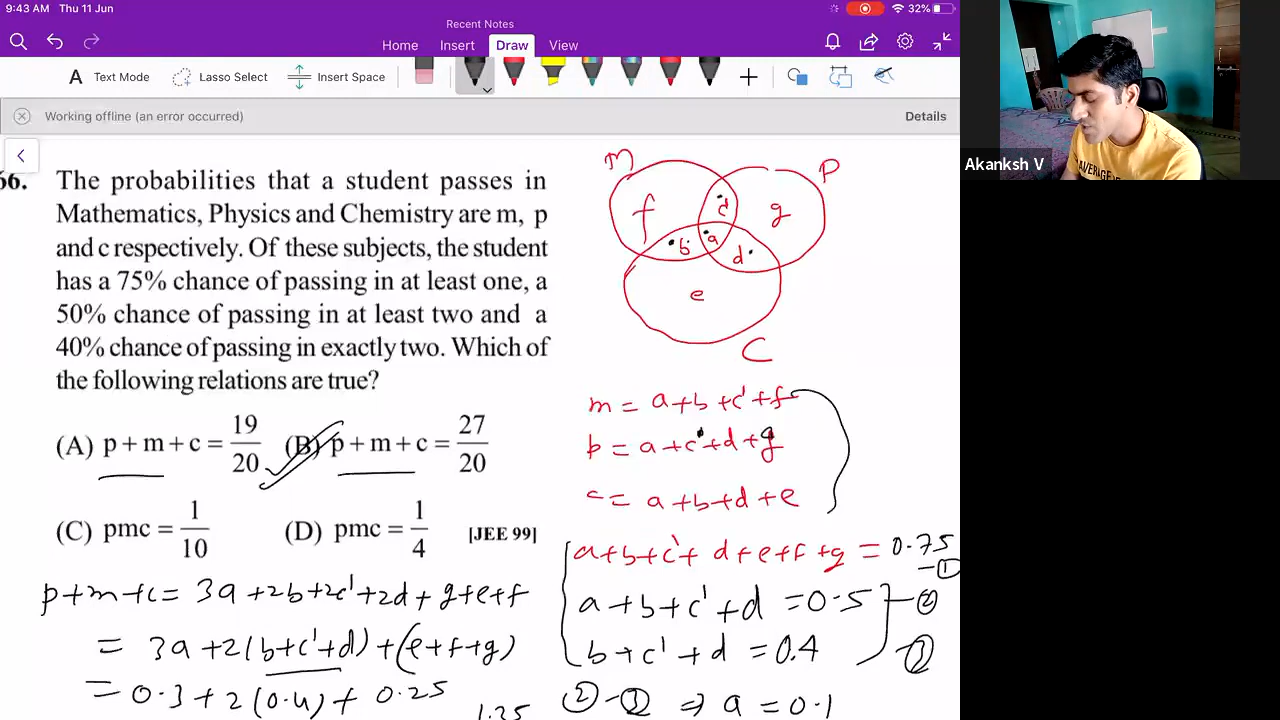 9:43 AM Thu 11 Jun
32%
Recent Notes
Home Insert Draw View
Text Mode Lasso Select Insert Space
Working offline (an error occurred)
Details
Akanksh V
66. The probabilities that a student passes in
Mathematics, Physics and Chemistry are m, p
and c respectively. Of these subjects, the student
has a 75% chance of passing in at least one, a
50% chance of passing in at least two and a
40% chance of passing in exactly two. Which of
the following relations are true?
(A) p + m + c = 19/20 (B) p + m + c = 27/20
(C) pmc = 1/10 (D) pmc = 1/4 [JEE 99]
p+m+c = 3a+2b+2c'+2d+g+e+f
= 3a+2(b+c'+d)+(e+f+g)
= 0.3+2(0.4)+0.25
1.35
M P
f c' g
b a d
e
C
m = a+b+c'+f
p = a+c'+d+g
c = a+b+d+e
a+b+c'+d+e+f+g = 0.75 -①
a+b+c'+d = 0.5 -②
b+c'+d = 0.4 ③
②-③ ⇒ a = 0.1